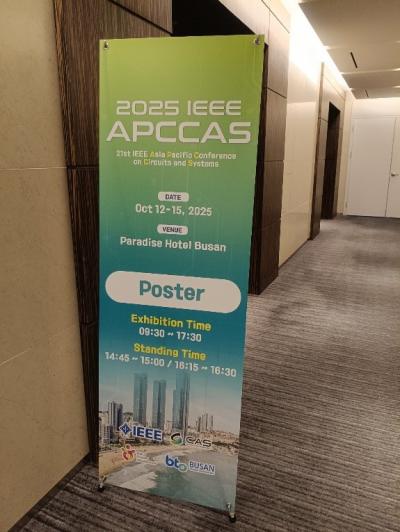 2025 IEEE
APCCAS
21st IEEE Asia Pacific Conference
on Circuits and Systems
DATE
Oct 12-15, 2025
VENUE
Paradise Hotel Busan
Poster
Exhibition Time
09:30 ~ 17:30
Standing Time
14:45 ~ 15:00 / 16:15 ~ 16:30
IEEE
CAS
bto BUSAN